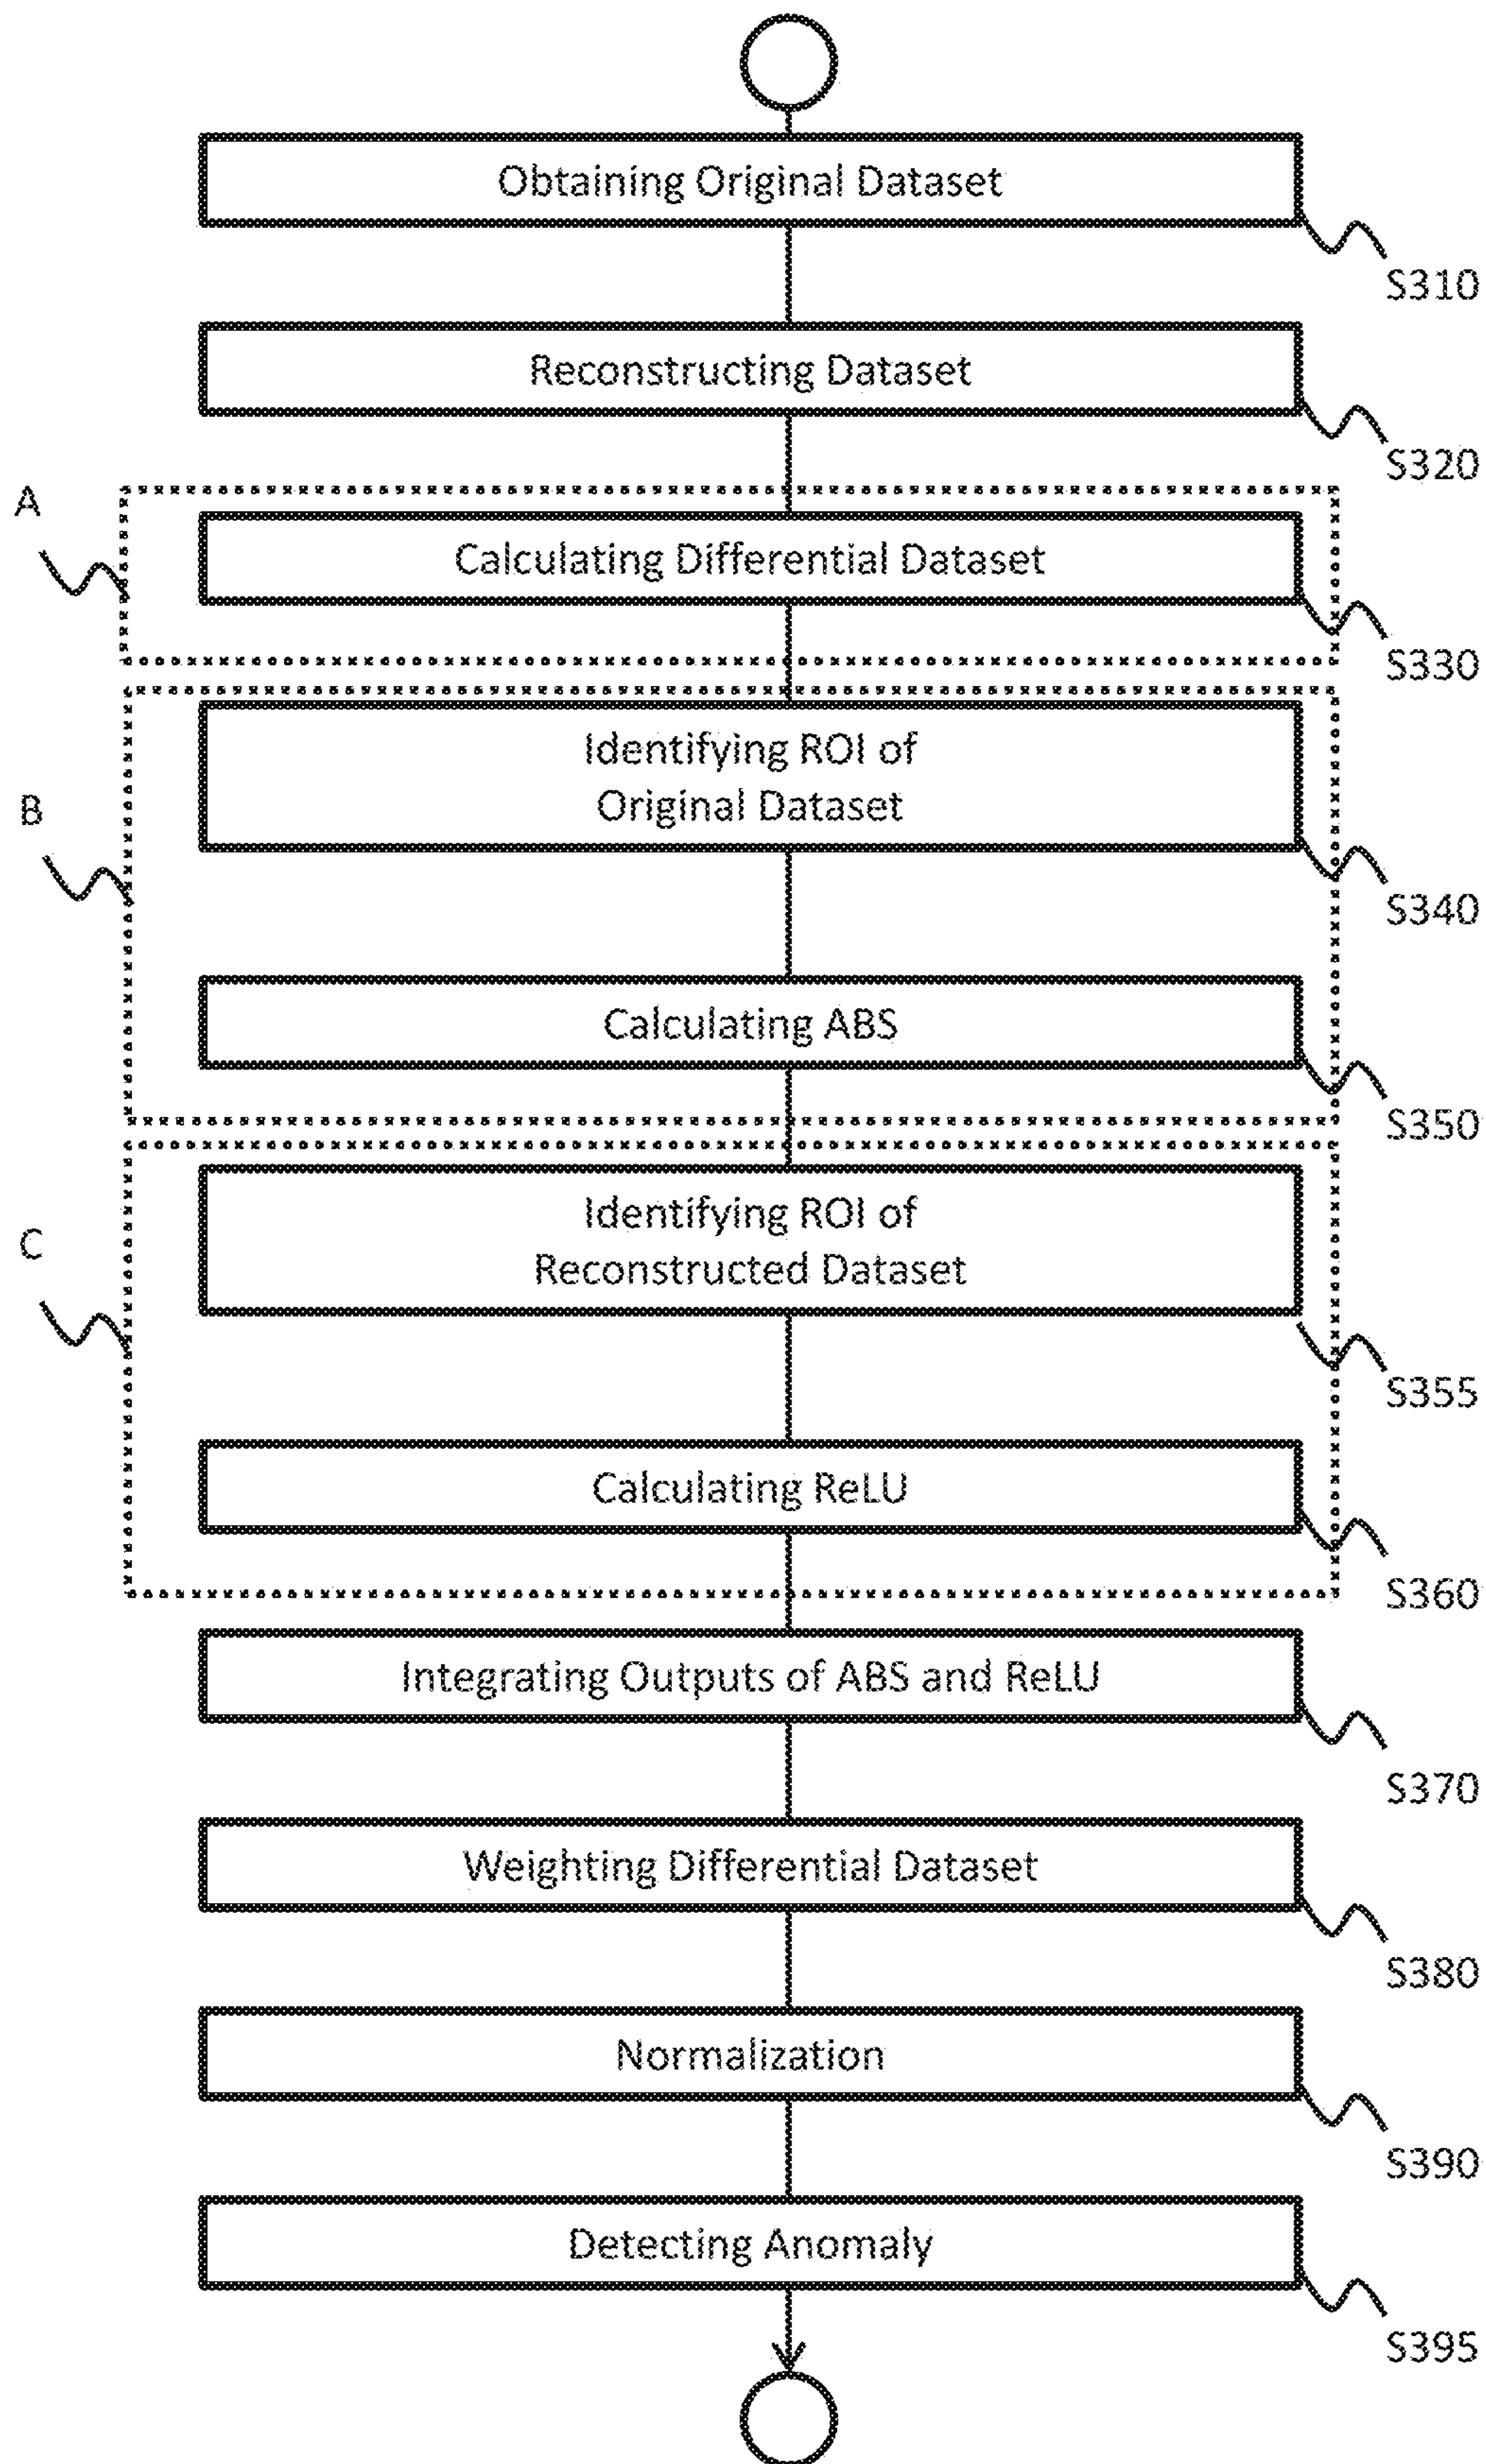 Obtaining Original Dataset
S310
Reconstructing Dataset
S320
A
Calculating Differential Dataset
S330
Identifying ROI of
Original Dataset
B
S340
Calculating ABS
S350
Identifying ROI of
Reconstructed Dataset
C
S355
Calculating ReLU
S360
Integrating Outputs of ABS and ReLU
S370
Weighting Differential Dataset
S380
Normalization
S390
Detecting Anomaly
S395